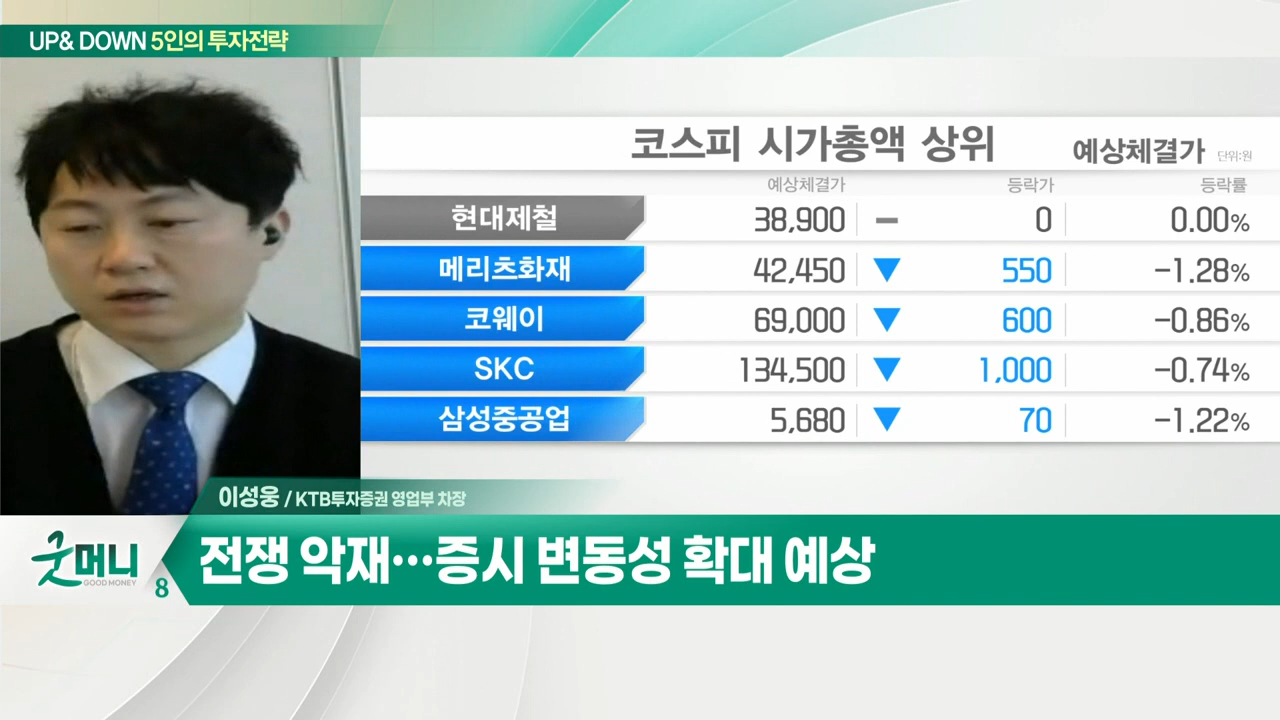 UP& DOWN 5인의 투자전략
코스피 시가총액 상위 예상체결가 단위:원
예상체결가 등락가 등락률
현대제철 38,900 0 0.00%
메리츠화재 42,450 ▼ 550 -1.28%
코웨이 69,000 ▼ 600 -0.86%
SKC 134,500 ▼ 1,000 -0.74%
삼성중공업 5,680 ▼ 70 -1.22%
이성웅 / KTB투자증권 영업부 차장
굿머니 GOOD MONEY 8
전쟁 악재…증시 변동성 확대 예상